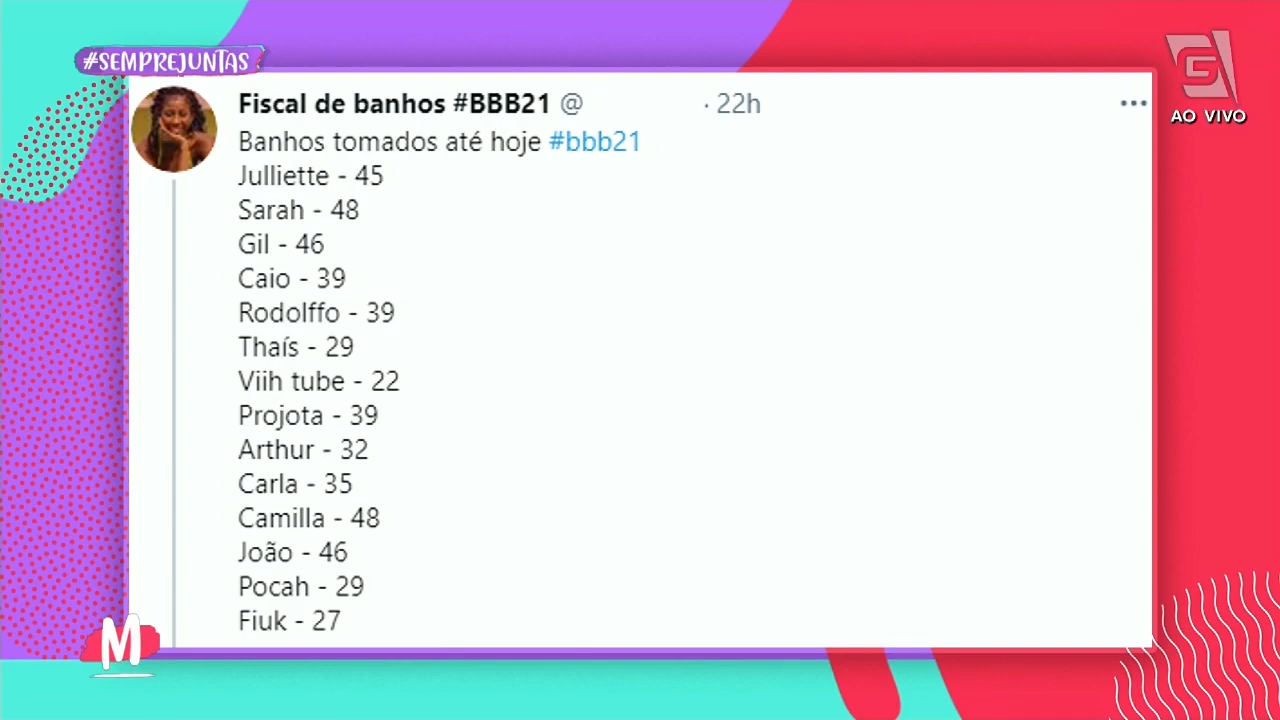 #SEMPREJUNTAS
Fiscal de banhos #BBB21 @ · 22h
Banhos tomados até hoje #bbb21
Julliette - 45
Sarah - 48
Gil - 46
Caio - 39
Rodolffo - 39
Thaís - 29
Viih tube - 22
Projota - 39
Arthur - 32
Carla - 35
Camilla - 48
João - 46
Pocah - 29
Fiuk - 27
G
AO VIVO
M